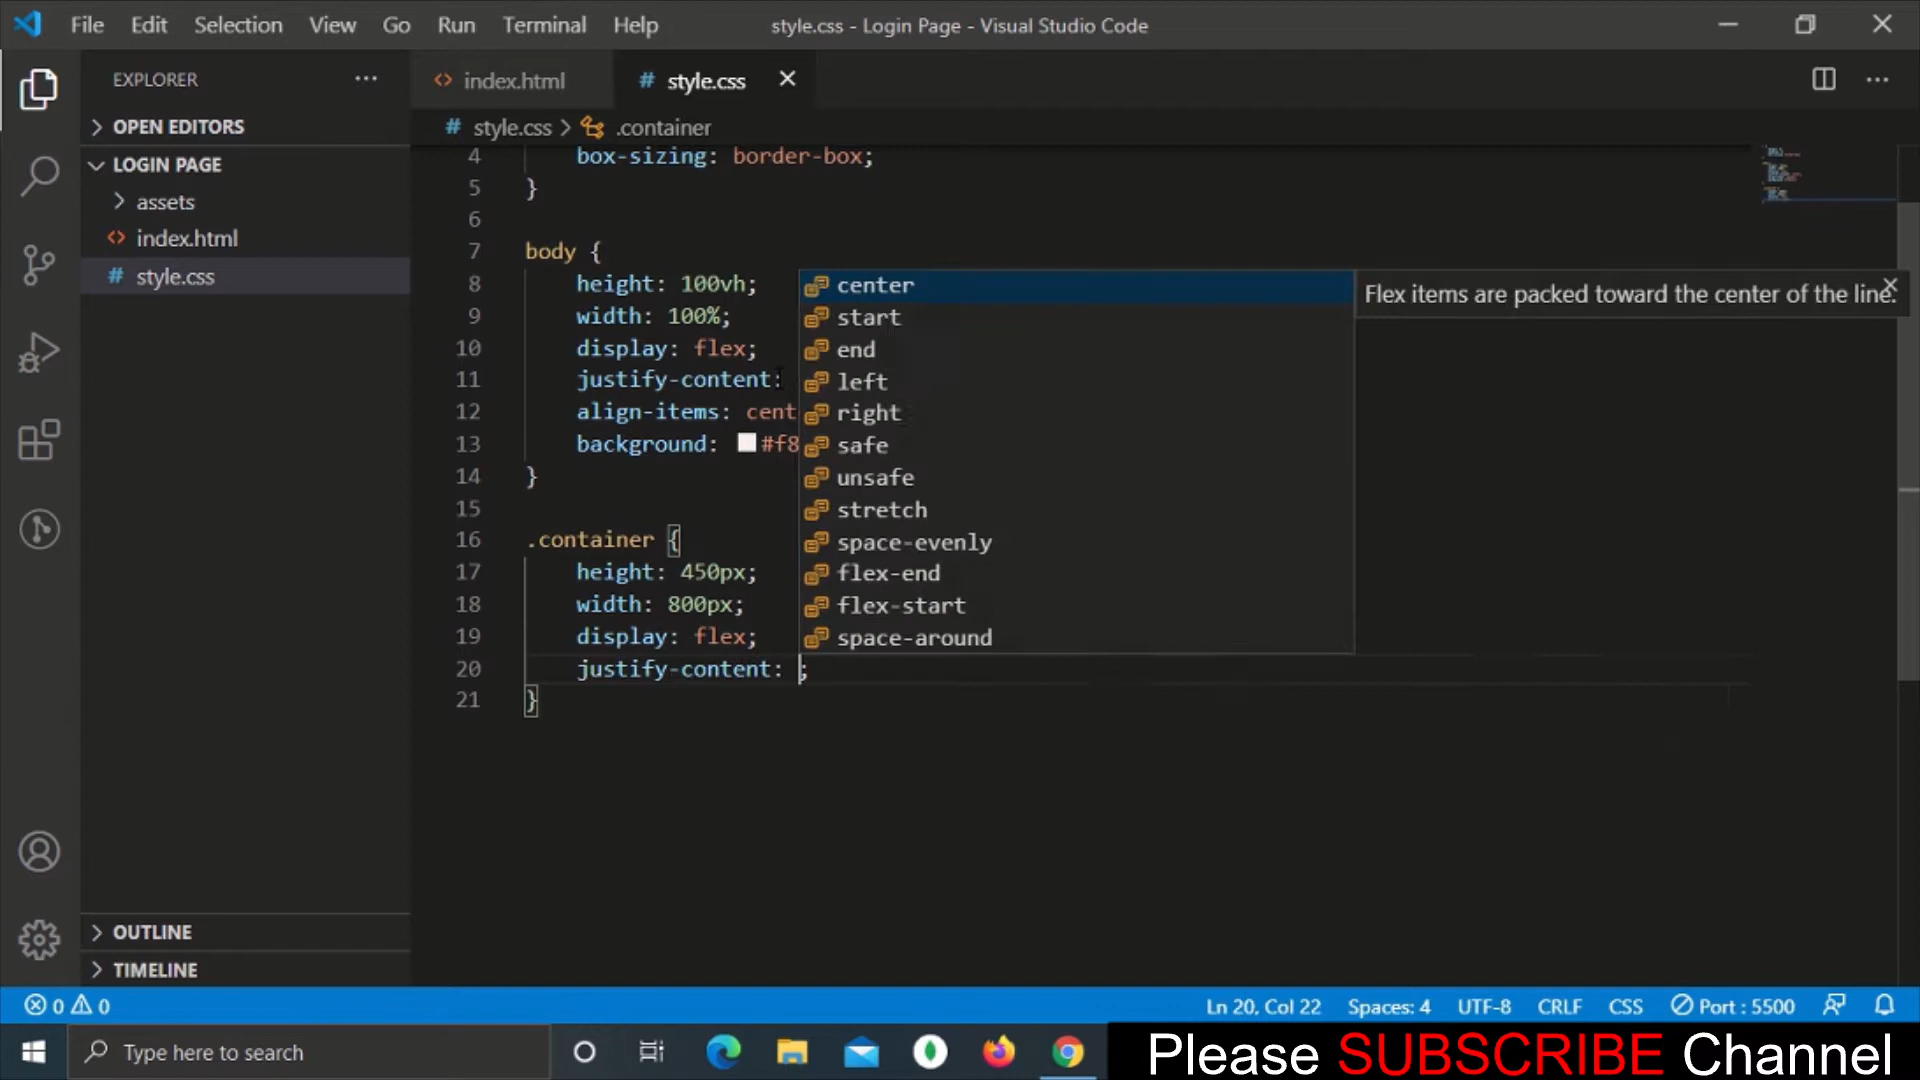 File Edit Selection View Go Run Terminal Help style.css - Login Page - Visual Studio Code
EXPLORER
index.html
# style.css
OPEN EDITORS
# style.css > .container
LOGIN PAGE
assets
index.html
# style.css
4 box-sizing: border-box;
5 }
6
7 body {
8 height: 100vh;
9 width: 100%;
10 display: flex;
11 justify-content:
12 align-items: cent
13 background: #f8
14 }
15
16 .container {
17 height: 450px;
18 width: 800px;
19 display: flex;
20 justify-content: ;
21 }
center
start
end
left
right
safe
unsafe
stretch
space-evenly
flex-end
flex-start
space-around
Flex items are packed toward the center of the line.
OUTLINE
TIMELINE
0 0 Ln 20, Col 22 Spaces: 4 UTF-8 CRLF CSS Port : 5500
Type here to search
Please SUBSCRIBE Channel